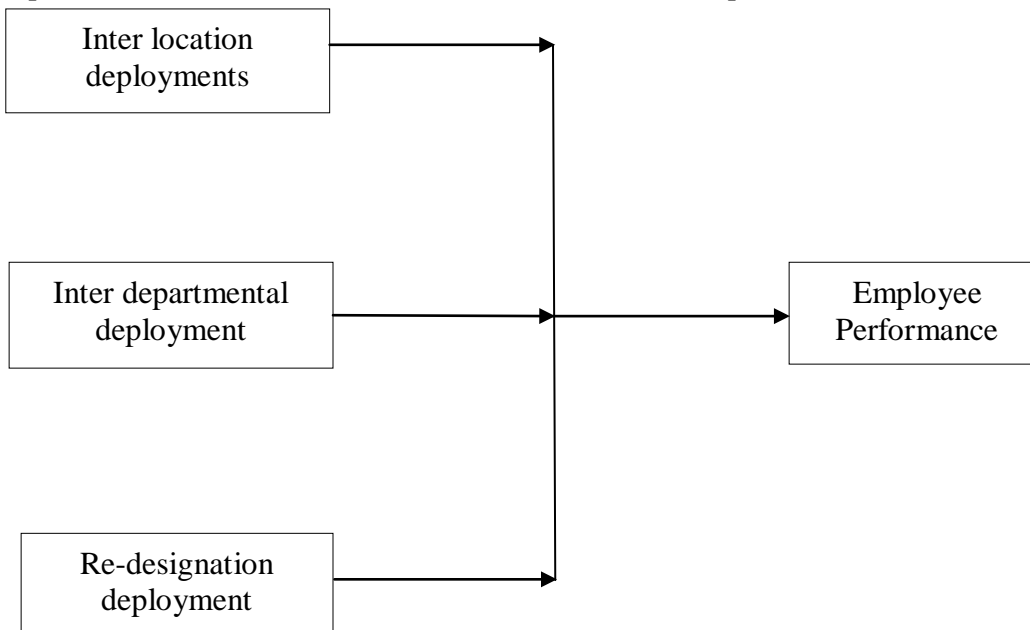 Inter location
deployments
Inter departmental
deployment
Employee
Performance
Re-designation
deployment